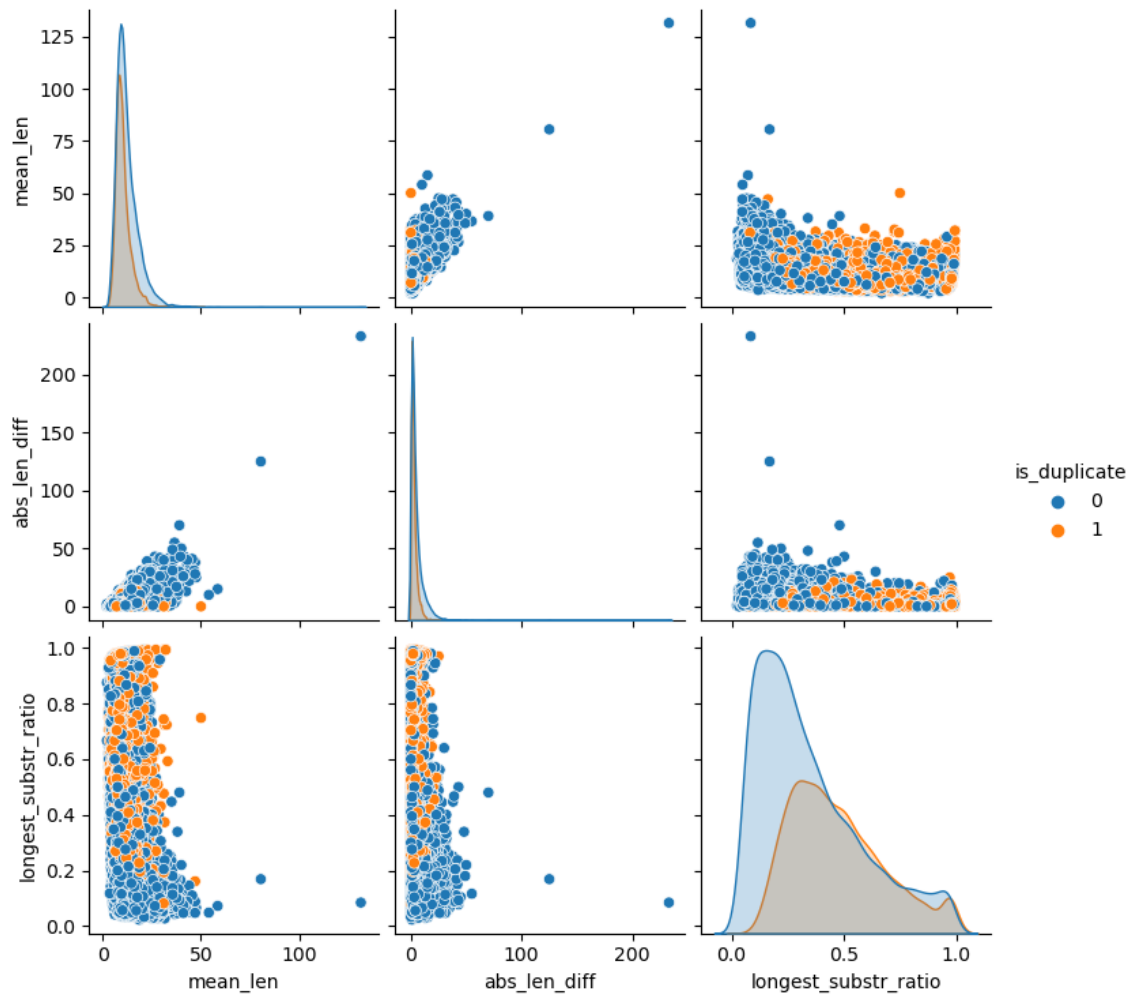 125
100
75
50
25
0
mean_len
200
150
100
50
0
abs_len_diff
is_duplicate
0
1
1.0
0.8
0.6
0.4
0.2
0.0
longest_substr_ratio
0 50 100
mean_len
0 100 200
abs_len_diff
0.0 0.5 1.0
longest_substr_ratio